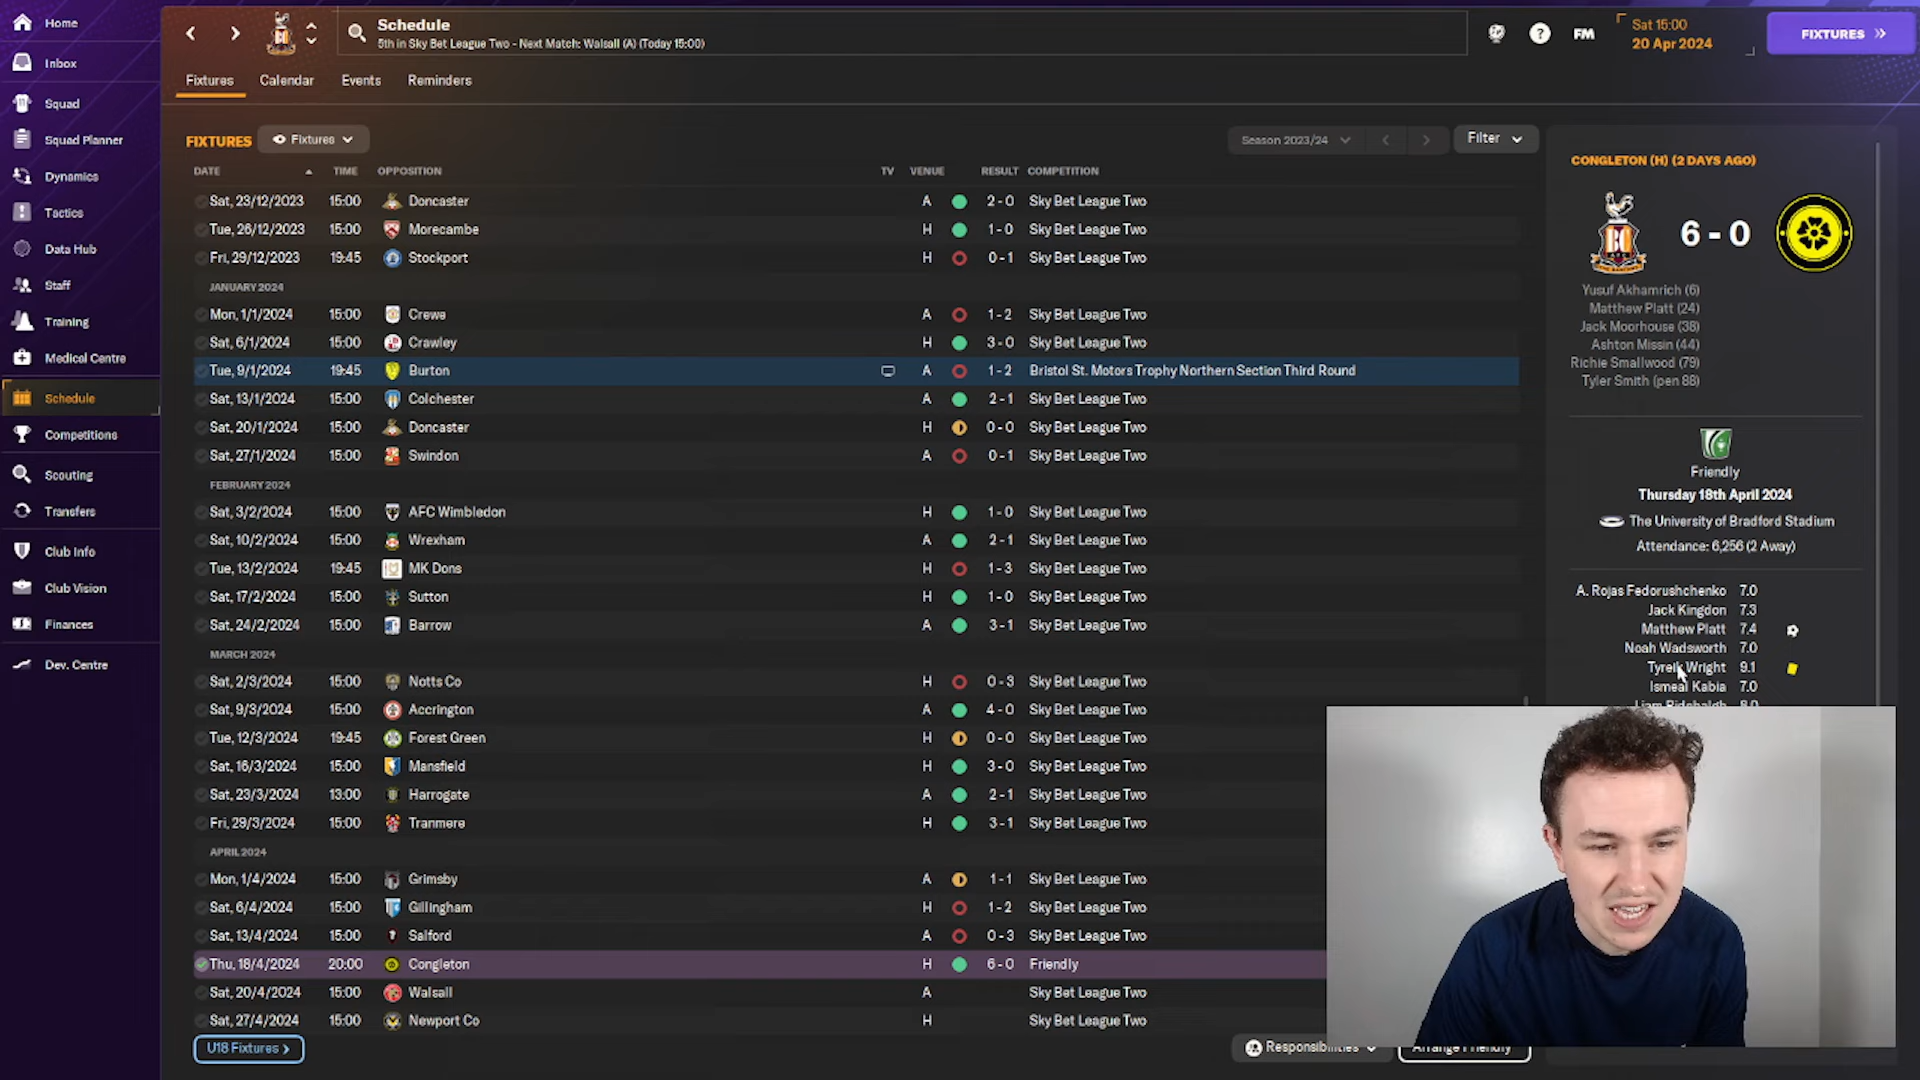 Home
Inbox
Squad
Squad Planner
Dynamics
Tactics
Data Hub
Staff
Training
Medical Centre
Schedule
Competitions
Scouting
Transfers
Club Info
Club Vision
Finances
Dev. Centre
Schedule
5th in Sky Bet League Two - Next Match: Walsall (A) (Today 15:00)
? FM
Sat 15:00
20 Apr 2024
FIXTURES
Fixtures Calendar Events Reminders
FIXTURES Fixtures Season 2023/24 Filter
DATE TIME OPPOSITION TV VENUE RESULT COMPETITION
Sat, 23/12/2023 15:00 Doncaster A 2 - 0 Sky Bet League Two
Tue, 26/12/2023 15:00 Morecambe H 1 - 0 Sky Bet League Two
Fri, 29/12/2023 19:45 Stockport H 0 - 1 Sky Bet League Two
JANUARY 2024
Mon, 1/1/2024 15:00 Crewe A 1 - 2 Sky Bet League Two
Sat, 6/1/2024 15:00 Crawley H 3 - 0 Sky Bet League Two
Tue, 9/1/2024 19:45 Burton A 1 - 2 Bristol St. Motors Trophy Northern Section Third Round
Sat, 13/1/2024 15:00 Colchester A 2 - 1 Sky Bet League Two
Sat, 20/1/2024 15:00 Doncaster H 0 - 0 Sky Bet League Two
Sat, 27/1/2024 15:00 Swindon A 0 - 1 Sky Bet League Two
FEBRUARY 2024
Sat, 3/2/2024 15:00 AFC Wimbledon H 1 - 0 Sky Bet League Two
Sat, 10/2/2024 15:00 Wrexham A 2 - 1 Sky Bet League Two
Tue, 13/2/2024 19:45 MK Dons H 1 - 3 Sky Bet League Two
Sat, 17/2/2024 15:00 Sutton H 1 - 0 Sky Bet League Two
Sat, 24/2/2024 15:00 Barrow A 3 - 1 Sky Bet League Two
MARCH 2024
Sat, 2/3/2024 15:00 Notts Co H 0 - 3 Sky Bet League Two
Sat, 9/3/2024 15:00 Accrington A 4 - 0 Sky Bet League Two
Tue, 12/3/2024 19:45 Forest Green H 0 - 0 Sky Bet League Two
Sat, 16/3/2024 15:00 Mansfield H 3 - 0 Sky Bet League Two
Sat, 23/3/2024 13:00 Harrogate A 2 - 1 Sky Bet League Two
Fri, 29/3/2024 15:00 Tranmere H 3 - 1 Sky Bet League Two
APRIL 2024
Mon, 1/4/2024 15:00 Grimsby A 1 - 1 Sky Bet League Two
Sat, 6/4/2024 15:00 Gillingham H 1 - 2 Sky Bet League Two
Sat, 13/4/2024 15:00 Salford A 0 - 3 Sky Bet League Two
Thu, 18/4/2024 20:00 Congleton H 6 - 0 Friendly
Sat, 20/4/2024 15:00 Walsall A Sky Bet League Two
Sat, 27/4/2024 15:00 Newport Co H Sky Bet League Two
U18 Fixtures >
Responsibilities
Arrange Friendly
CONGLETON (H) (2 DAYS AGO)
6 - 0
Yusuf Akhamrich (6)
Matthew Platt (24)
Jack Moorhouse (38)
Ashton Missin (44)
Richie Smallwood (79)
Tyler Smith (pen 88)
Friendly
Thursday 18th April 2024
The University of Bradford Stadium
Attendance: 6,256 (2 Away)
A. Rojas Fedorushchenko 7.0
Jack Kingdon 7.3
Matthew Platt 7.4
Noah Wadsworth 7.0
Tyreik Wright 9.1
Ismeal Kabia 7.0
Liam Ridehalgh 8.0